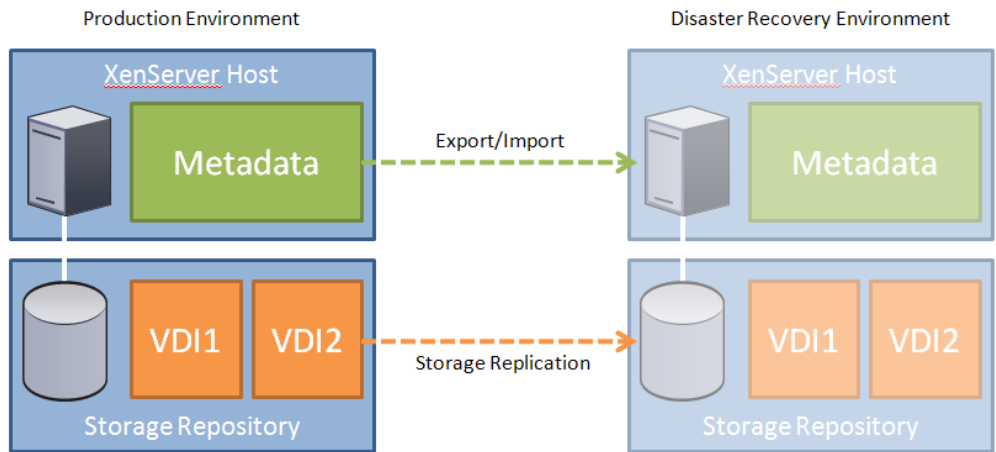 Production Environment
Disaster Recovery Environment
XenServer Host
Metadata
Export/Import
XenServer Host
Metadata
VDI1
VDI2
Storage Repository
Storage Replication
VDI1
VDI2
Storage Repository